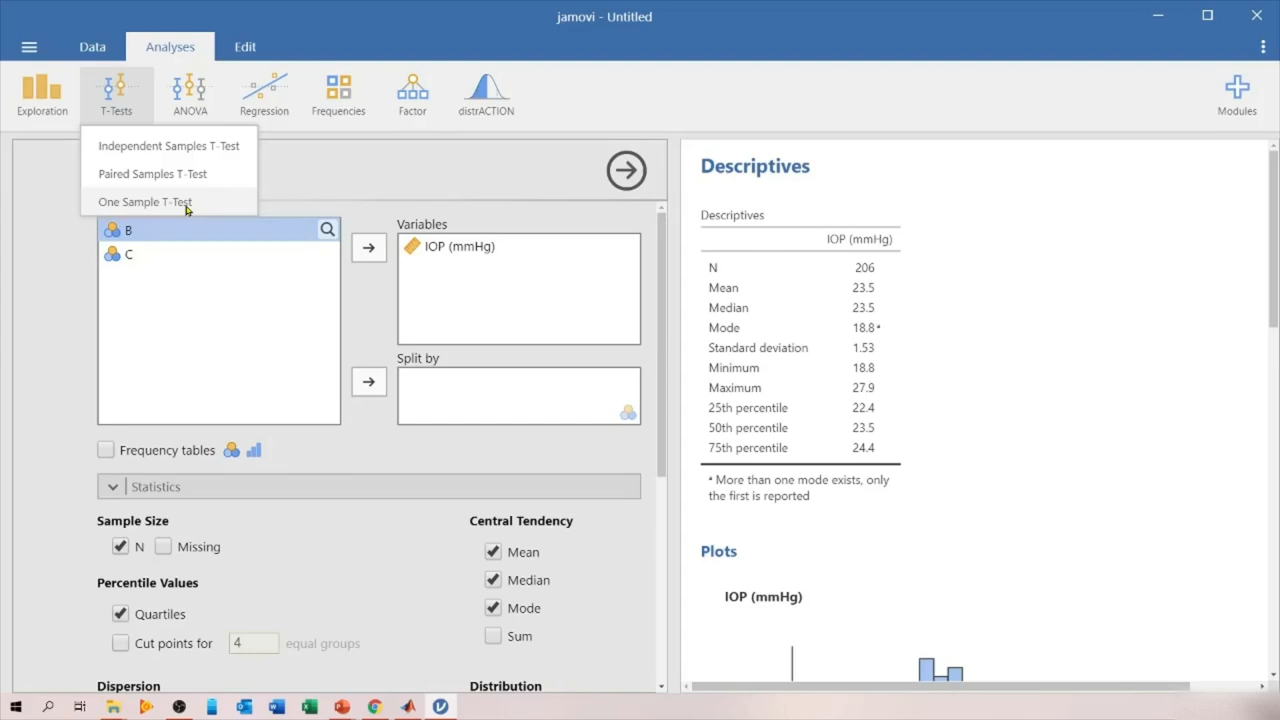 jamovi - Untitled
Data
Analyses
Edit
Exploration
T-Tests
ANOVA
Regression
Frequencies
Factor
distrACTION
Modules
Independent Samples T-Test
Paired Samples T-Test
One Sample T-Test
B
C
Variables
IOP (mmHg)
Split by
Frequency tables
Statistics
Sample Size
N
Missing
Percentile Values
Quartiles
Cut points for 4 equal groups
Dispersion
Central Tendency
Mean
Median
Mode
Sum
Distribution
Descriptives
Descriptives
IOP (mmHg)
N 206
Mean 23.5
Median 23.5
Mode 18.8 ᵃ
Standard deviation 1.53
Minimum 18.8
Maximum 27.9
25th percentile 22.4
50th percentile 23.5
75th percentile 24.4
ᵃ More than one mode exists, only
the first is reported
Plots
IOP (mmHg)